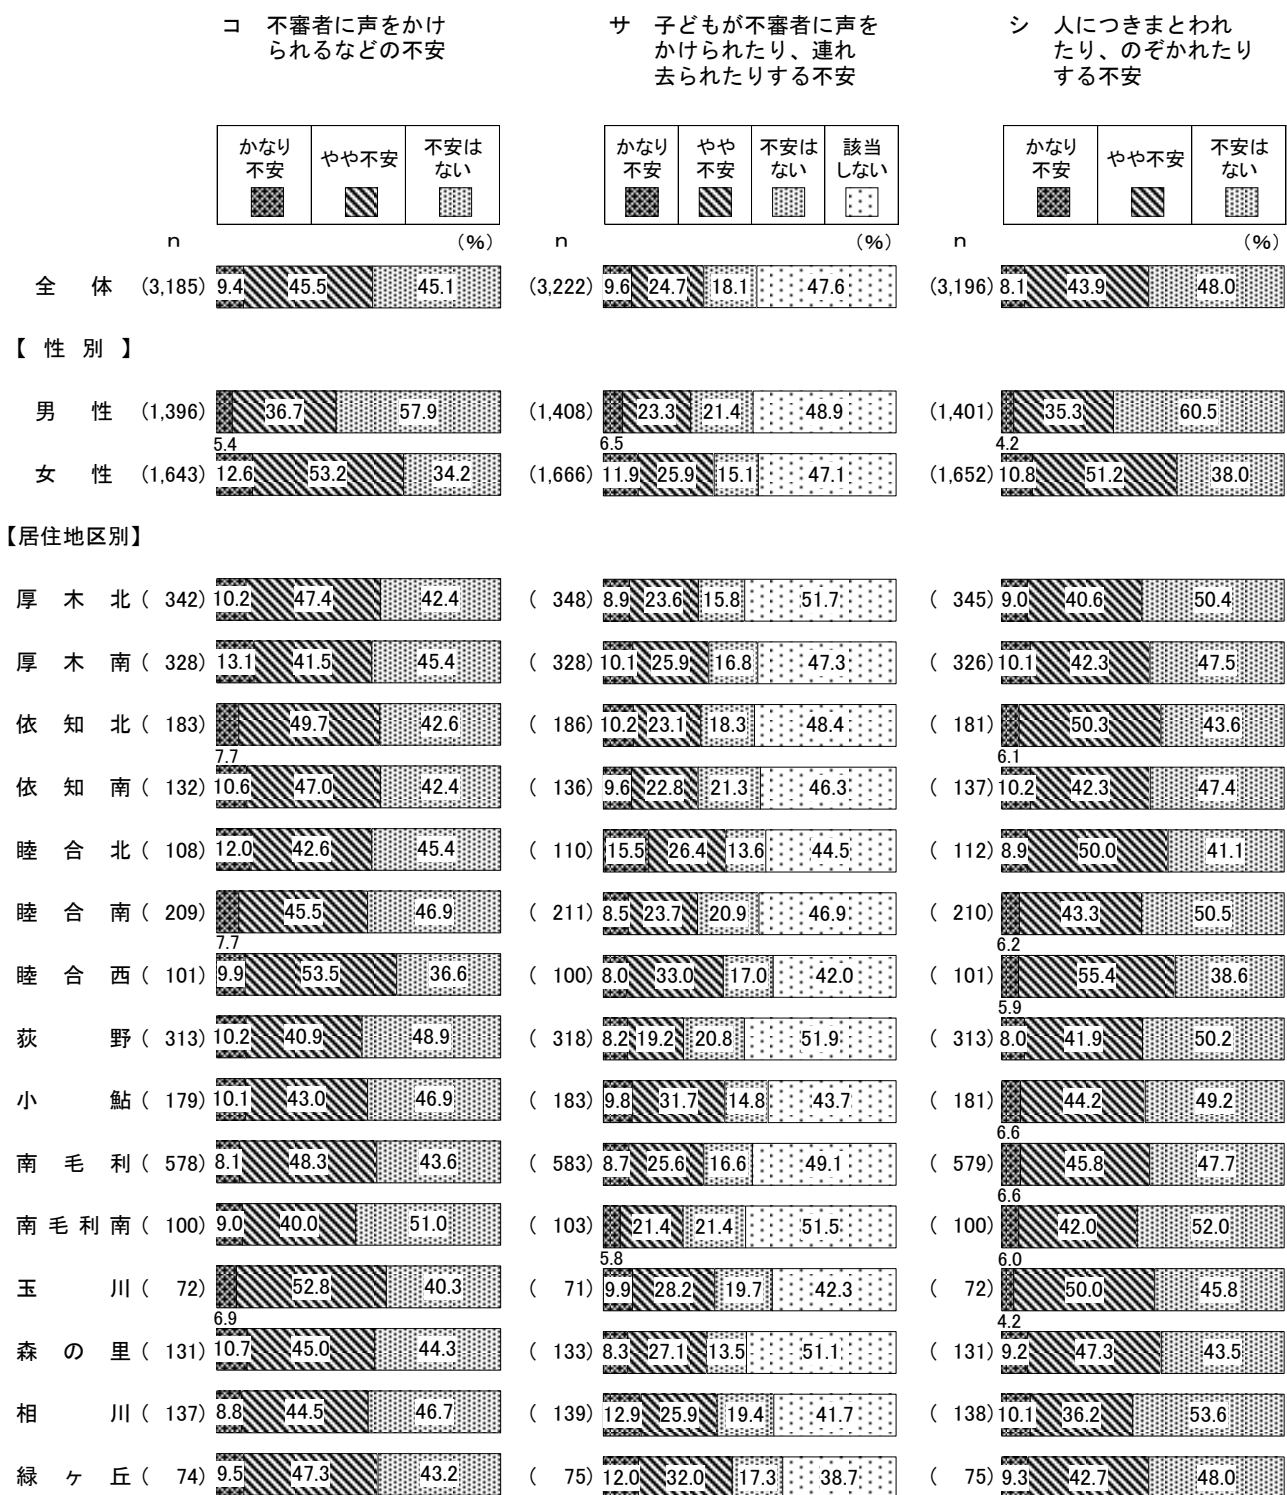 コ　不審者に声をかけ　サ　子どもが不審者に声を　シ　人につきまとわれ
られるなどの不安　かけられたり、連れ　たり、のぞかれたり
去られたりする不安　する不安
かなり　やや不安　不安は　かなり　やや　不安は　該当　かなり　やや不安　不安は
不安　ない　不安　不安　ない　しない　不安　ない
n　(%)　n　(%)　n　(%)
全　体　(3,185)　9.4　45.5　45.1　(3,222)　9.6　24.7　18.1　47.6　(3,196)　8.1　43.9　48.0
【　性　別　】
男　性　(1,396)　36.7　57.9　(1,408)　23.3　21.4　48.9　(1,401)　35.3　60.5
5.4　6.5　4.2
女　性　(1,643)　12.6　53.2　34.2　(1,666)　11.9　25.9　15.1　47.1　(1,652)　10.8　51.2　38.0
【居住地区別】
厚　木　北　(　342)　10.2　47.4　42.4　(　348)　8.9　23.6　15.8　51.7　(　345)　9.0　40.6　50.4
厚　木　南　(　328)　13.1　41.5　45.4　(　328)　10.1　25.9　16.8　47.3　(　326)　10.1　42.3　47.5
依　知　北　(　183)　49.7　42.6　(　186)　10.2　23.1　18.3　48.4　(　181)　50.3　43.6
7.7　6.1
依　知　南　(　132)　10.6　47.0　42.4　(　136)　9.6　22.8　21.3　46.3　(　137)　10.2　42.3　47.4
睦　合　北　(　108)　12.0　42.6　45.4　(　110)　15.5　26.4　13.6　44.5　(　112)　8.9　50.0　41.1
睦　合　南　(　209)　45.5　46.9　(　211)　8.5　23.7　20.9　46.9　(　210)　43.3　50.5
7.7　6.2
睦　合　西　(　101)　9.9　53.5　36.6　(　100)　8.0　33.0　17.0　42.0　(　101)　55.4　38.6
5.9
荻　野　(　313)　10.2　40.9　48.9　(　318)　8.2　19.2　20.8　51.9　(　313)　8.0　41.9　50.2
小　鮎　(　179)　10.1　43.0　46.9　(　183)　9.8　31.7　14.8　43.7　(　181)　44.2　49.2
6.6
南　毛　利　(　578)　8.1　48.3　43.6　(　583)　8.7　25.6　16.6　49.1　(　579)　45.8　47.7
6.6
南　毛　利　南　(　100)　9.0　40.0　51.0　(　103)　21.4　21.4　51.5　(　100)　42.0　52.0
5.8　6.0
玉　川　(　72)　52.8　40.3　(　71)　9.9　28.2　19.7　42.3　(　72)　50.0　45.8
6.9　4.2
森　の　里　(　131)　10.7　45.0　44.3　(　133)　8.3　27.1　13.5　51.1　(　131)　9.2　47.3　43.5
相　川　(　137)　8.8　44.5　46.7　(　139)　12.9　25.9　19.4　41.7　(　138)　10.1　36.2　53.6
緑　ヶ　丘　(　74)　9.5　47.3　43.2　(　75)　12.0　32.0　17.3　38.7　(　75)　9.3　42.7　48.0